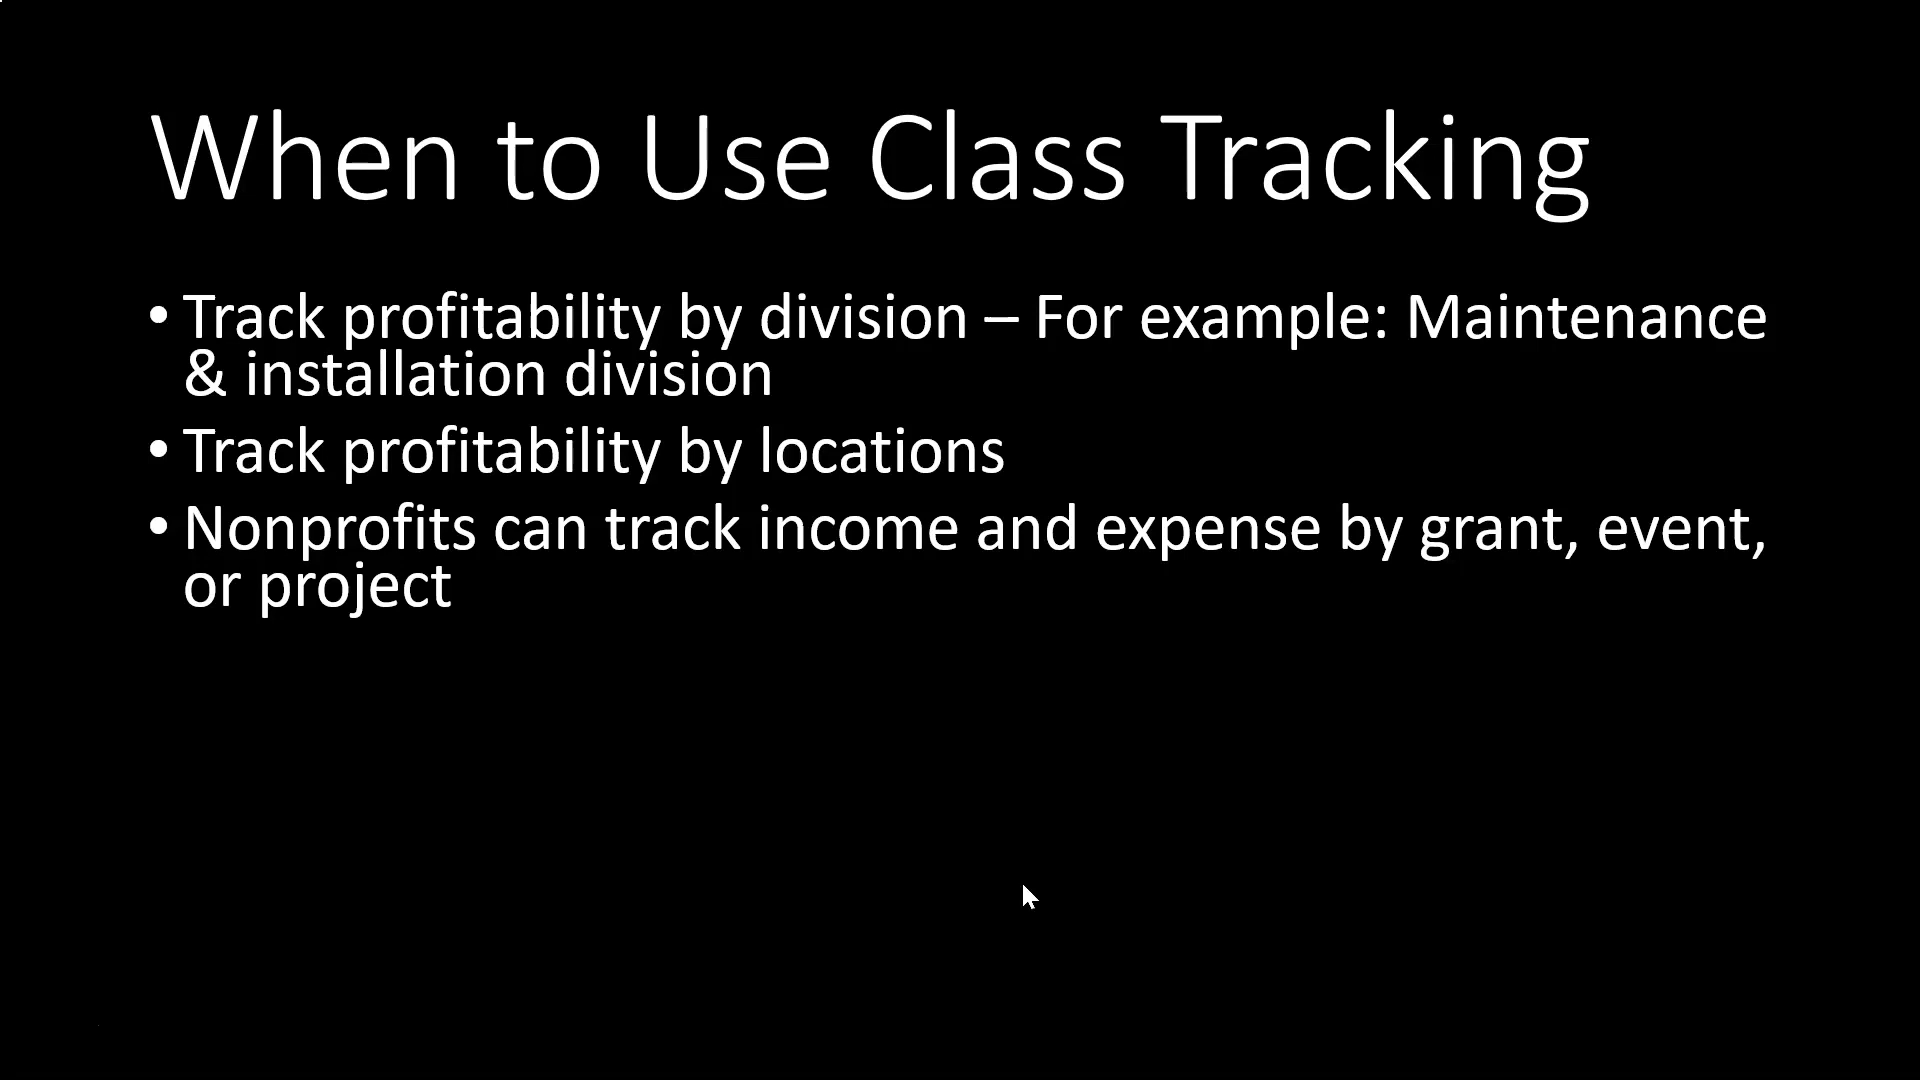 When to Use Class Tracking
• Track profitability by division – For example: Maintenance
& installation division
• Track profitability by locations
• Nonprofits can track income and expense by grant, event,
or project